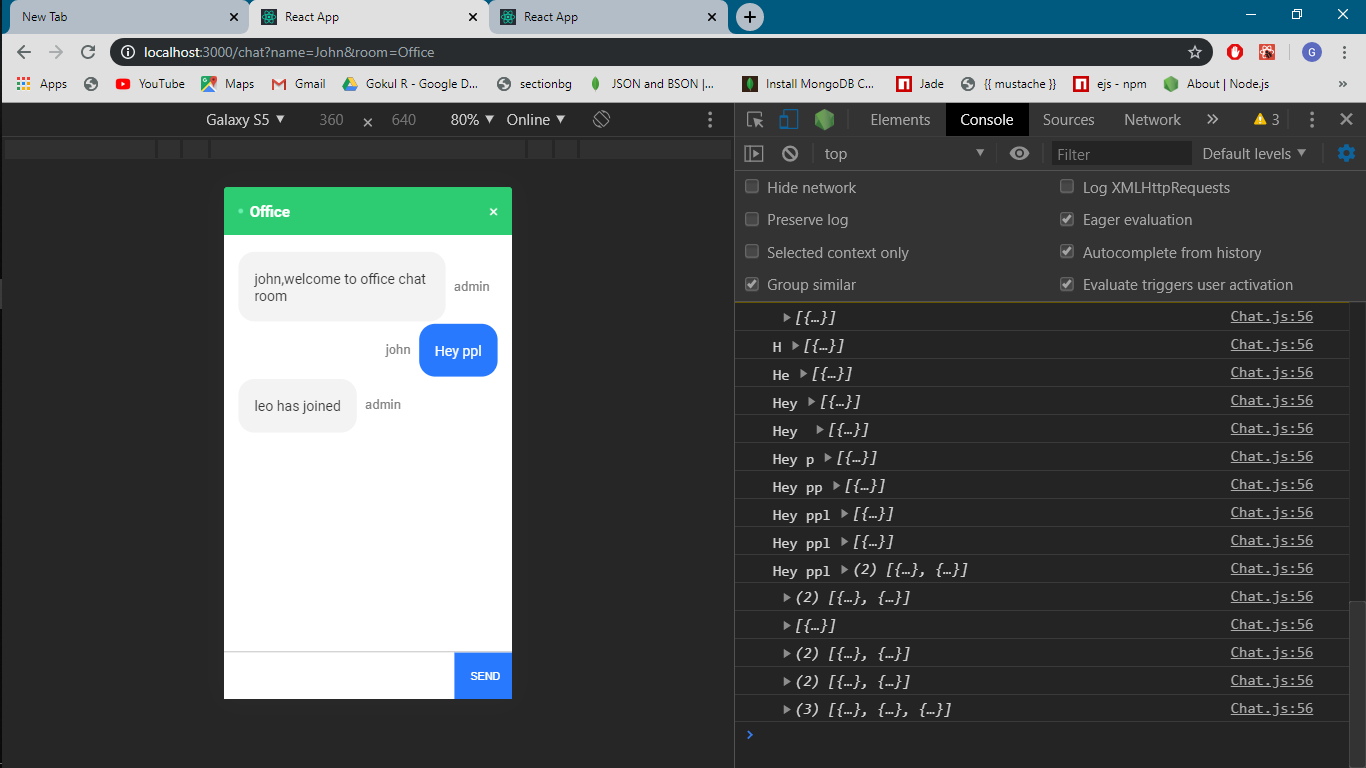 New Tab
React App
React App
localhost:3000/chat?name=John&room=Office
G
Apps
YouTube
Maps
Gmail
Gokul R - Google D...
sectionbg
JSON and BSON |...
Install MongoDB C...
Jade
{{ mustache }}
ejs - npm
About | Node.js
»
Galaxy S5 ▼ 360 × 640 80% ▼ Online ▼
Elements Console Sources Network » 3
top ▼ Filter Default levels ▼
Hide network Log XMLHttpRequests
Preserve log Eager evaluation
Selected context only Autocomplete from history
Group similar Evaluate triggers user activation
Office ×
john,welcome to office chat
room
admin
john Hey ppl
leo has joined admin
SEND
▶[{…}] Chat.js:56
H ▶[{…}] Chat.js:56
He ▶[{…}] Chat.js:56
Hey ▶[{…}] Chat.js:56
Hey  ▶[{…}] Chat.js:56
Hey p ▶[{…}] Chat.js:56
Hey pp ▶[{…}] Chat.js:56
Hey ppl ▶[{…}] Chat.js:56
Hey ppl ▶[{…}] Chat.js:56
Hey ppl ▶(2) [{…}, {…}] Chat.js:56
▶(2) [{…}, {…}] Chat.js:56
▶[{…}] Chat.js:56
▶(2) [{…}, {…}] Chat.js:56
▶(2) [{…}, {…}] Chat.js:56
▶(3) [{…}, {…}, {…}] Chat.js:56